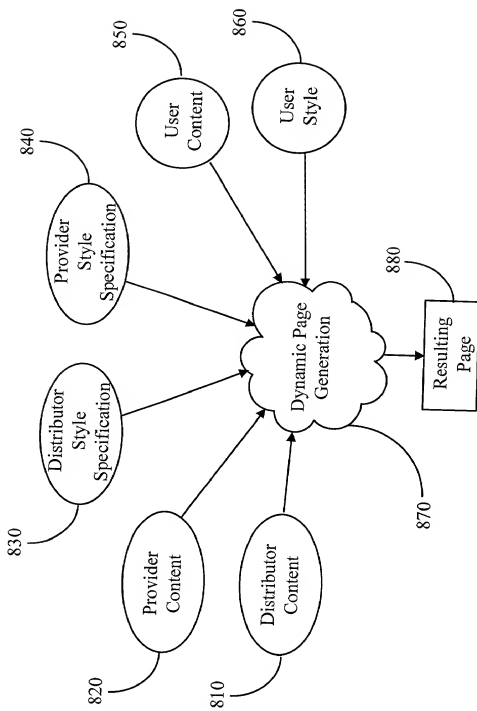 830
Distributor
Style
Specification
840
Provider
Style
Specification
850
User
Content
860
User
Style
820
Provider
Content
810
Distributor
Content
Dynamic Page
Generation
870
880
Resulting
Page